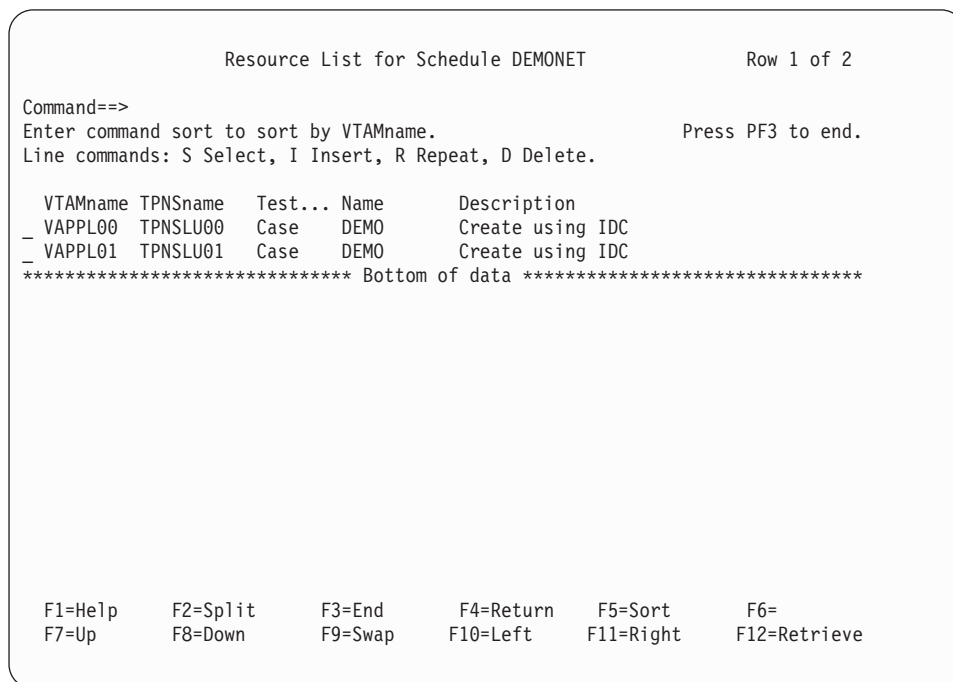 Resource List for Schedule DEMONET Row 1 of 2
Command==>
Enter command sort to sort by VTAMname. Press PF3 to end.
Line commands: S Select, I Insert, R Repeat, D Delete.
VTAMname TPNSname Test... Name Description
_ VAPPL00 TPNSLU00 Case DEMO Create using IDC
_ VAPPL01 TPNSLU01 Case DEMO Create using IDC
******************************* Bottom of data ********************************
F1=Help F2=Split F3=End F4=Return F5=Sort F6=
F7=Up F8=Down F9=Swap F10=Left F11=Right F12=Retrieve